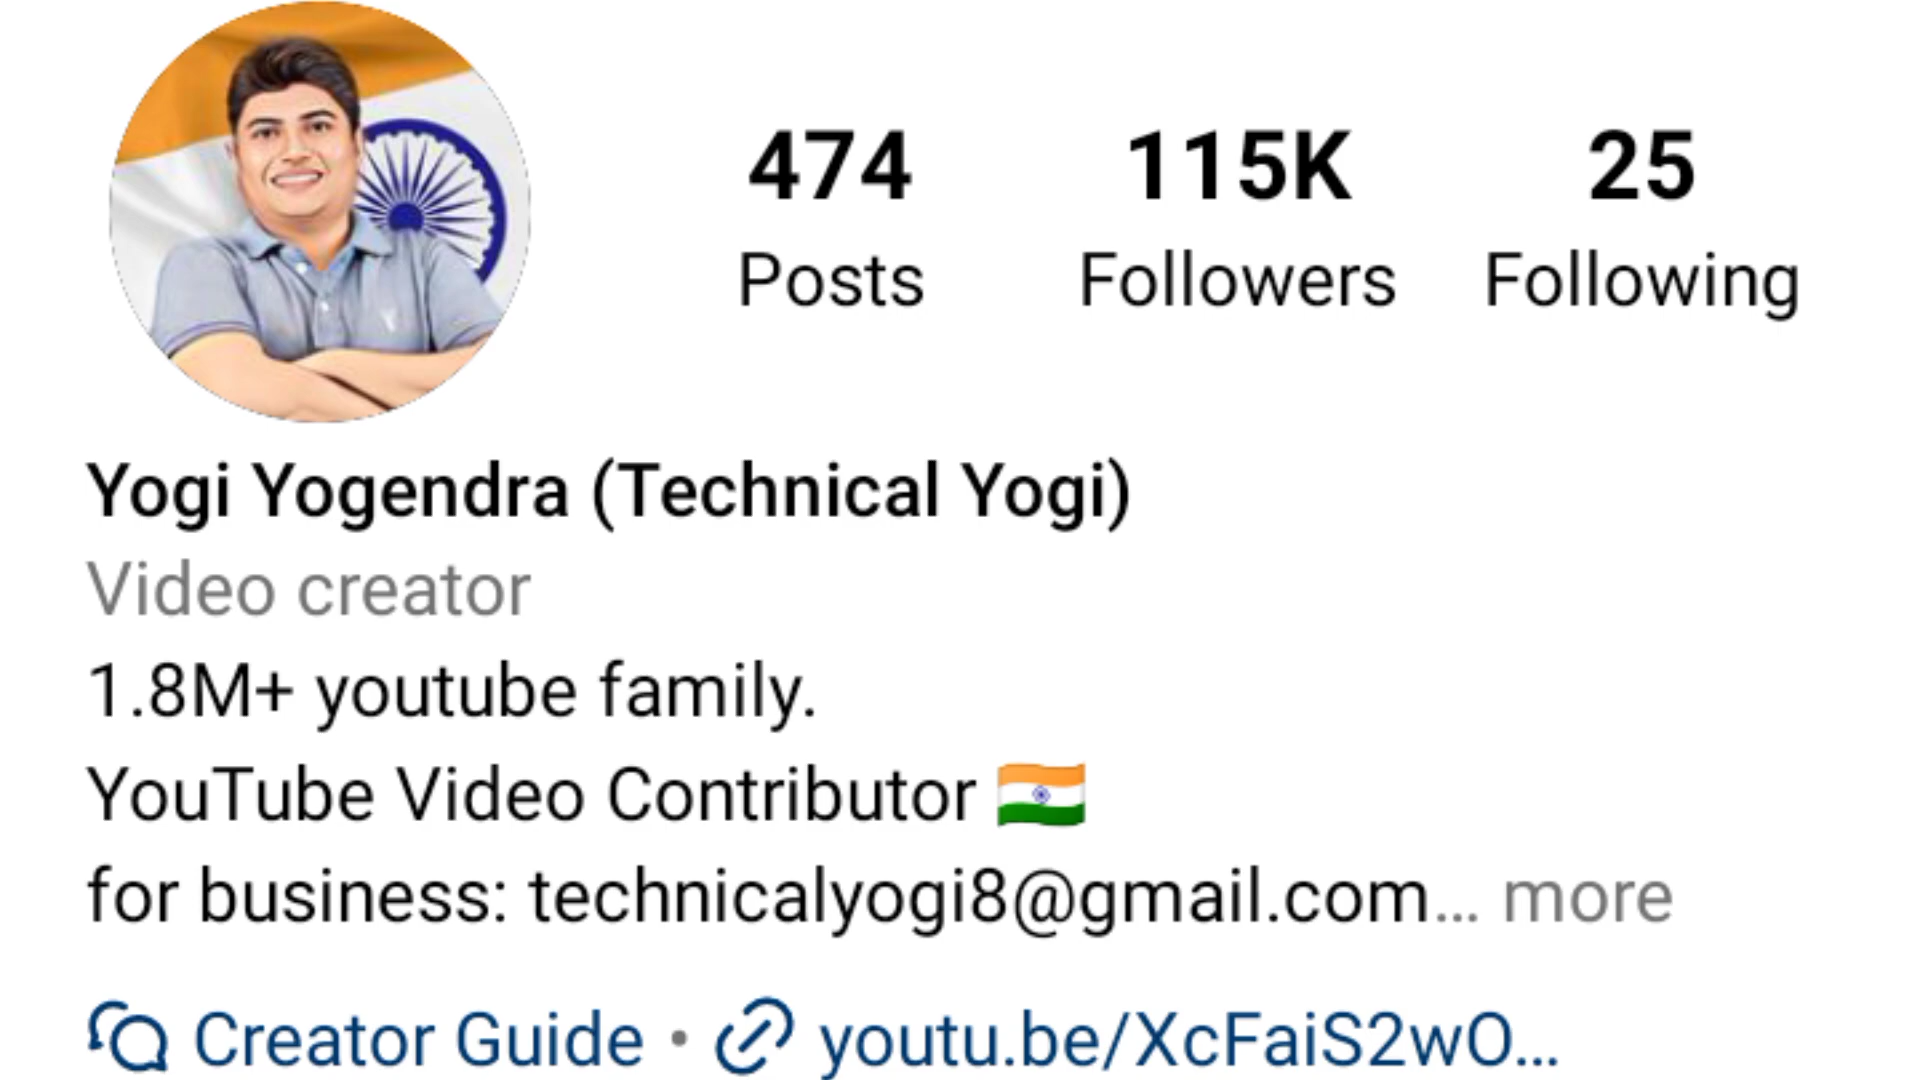 474 115K 25
Posts Followers Following
Yogi Yogendra (Technical Yogi)
Video creator
1.8M+ youtube family.
YouTube Video Contributor 🇮🇳
for business: technicalyogi8@gmail.com... more
Creator Guide • youtu.be/XcFaiS2wO...